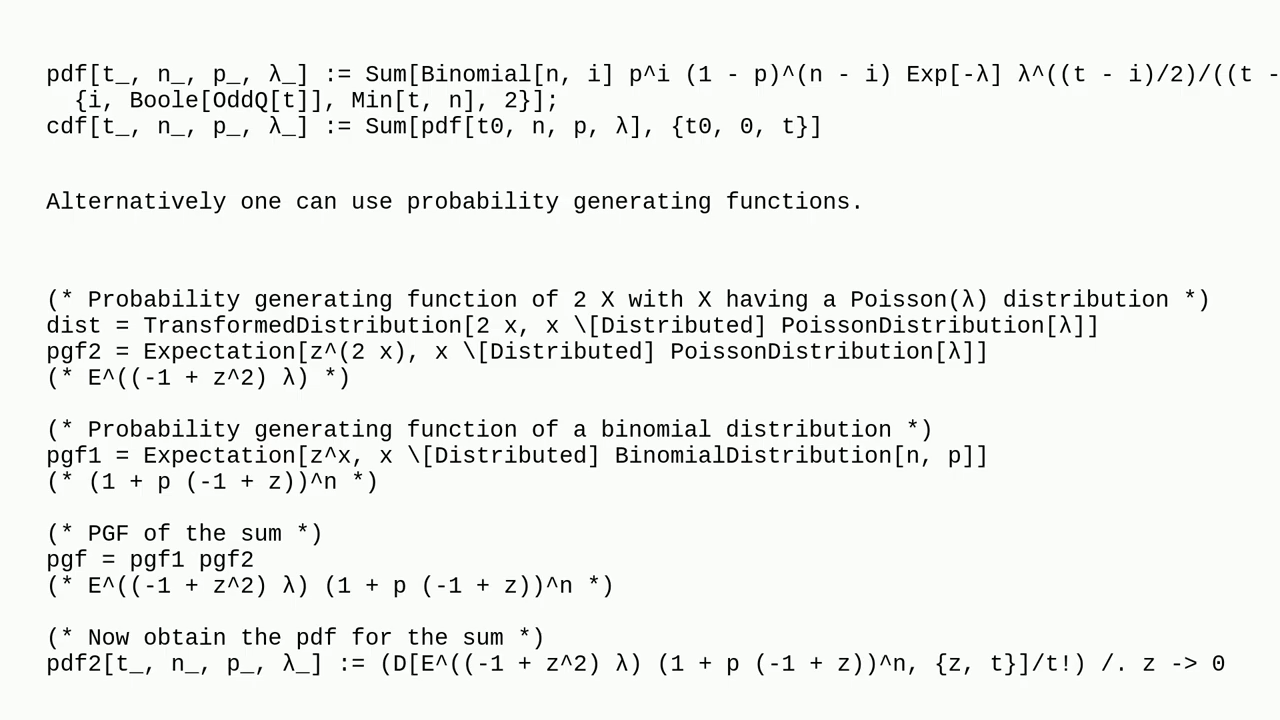 pdf[t_, n_, p_, λ_] := Sum[Binomial[n, i] p^i (1 - p)^(n - i) Exp[-λ] λ^((t - i)/2)/((t -
{i, Boole[OddQ[t]], Min[t, n], 2}];
cdf[t_, n_, p_, λ_] := Sum[pdf[t0, n, p, λ], {t0, 0, t}]
Alternatively one can use probability generating functions.
(* Probability generating function of 2 X with X having a Poisson(λ) distribution *)
dist = TransformedDistribution[2 x, x \[Distributed] PoissonDistribution[λ]]
pgf2 = Expectation[z^(2 x), x \[Distributed] PoissonDistribution[λ]]
(* E^((-1 + z^2) λ) *)
(* Probability generating function of a binomial distribution *)
pgf1 = Expectation[z^x, x \[Distributed] BinomialDistribution[n, p]]
(* (1 + p (-1 + z))^n *)
(* PGF of the sum *)
pgf = pgf1 pgf2
(* E^((-1 + z^2) λ) (1 + p (-1 + z))^n *)
(* Now obtain the pdf for the sum *)
pdf2[t_, n_, p_, λ_] := (D[E^((-1 + z^2) λ) (1 + p (-1 + z))^n, {z, t}]/t!) /. z -> 0